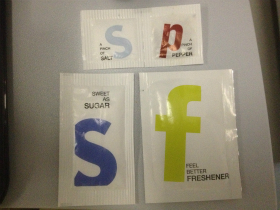 A
PINCH
OF
SALT
s
p
A
PINCH
OF
PEPPER
SWEET
AS
SUGAR
s
f
FEEL
BETTER
FRESHENER